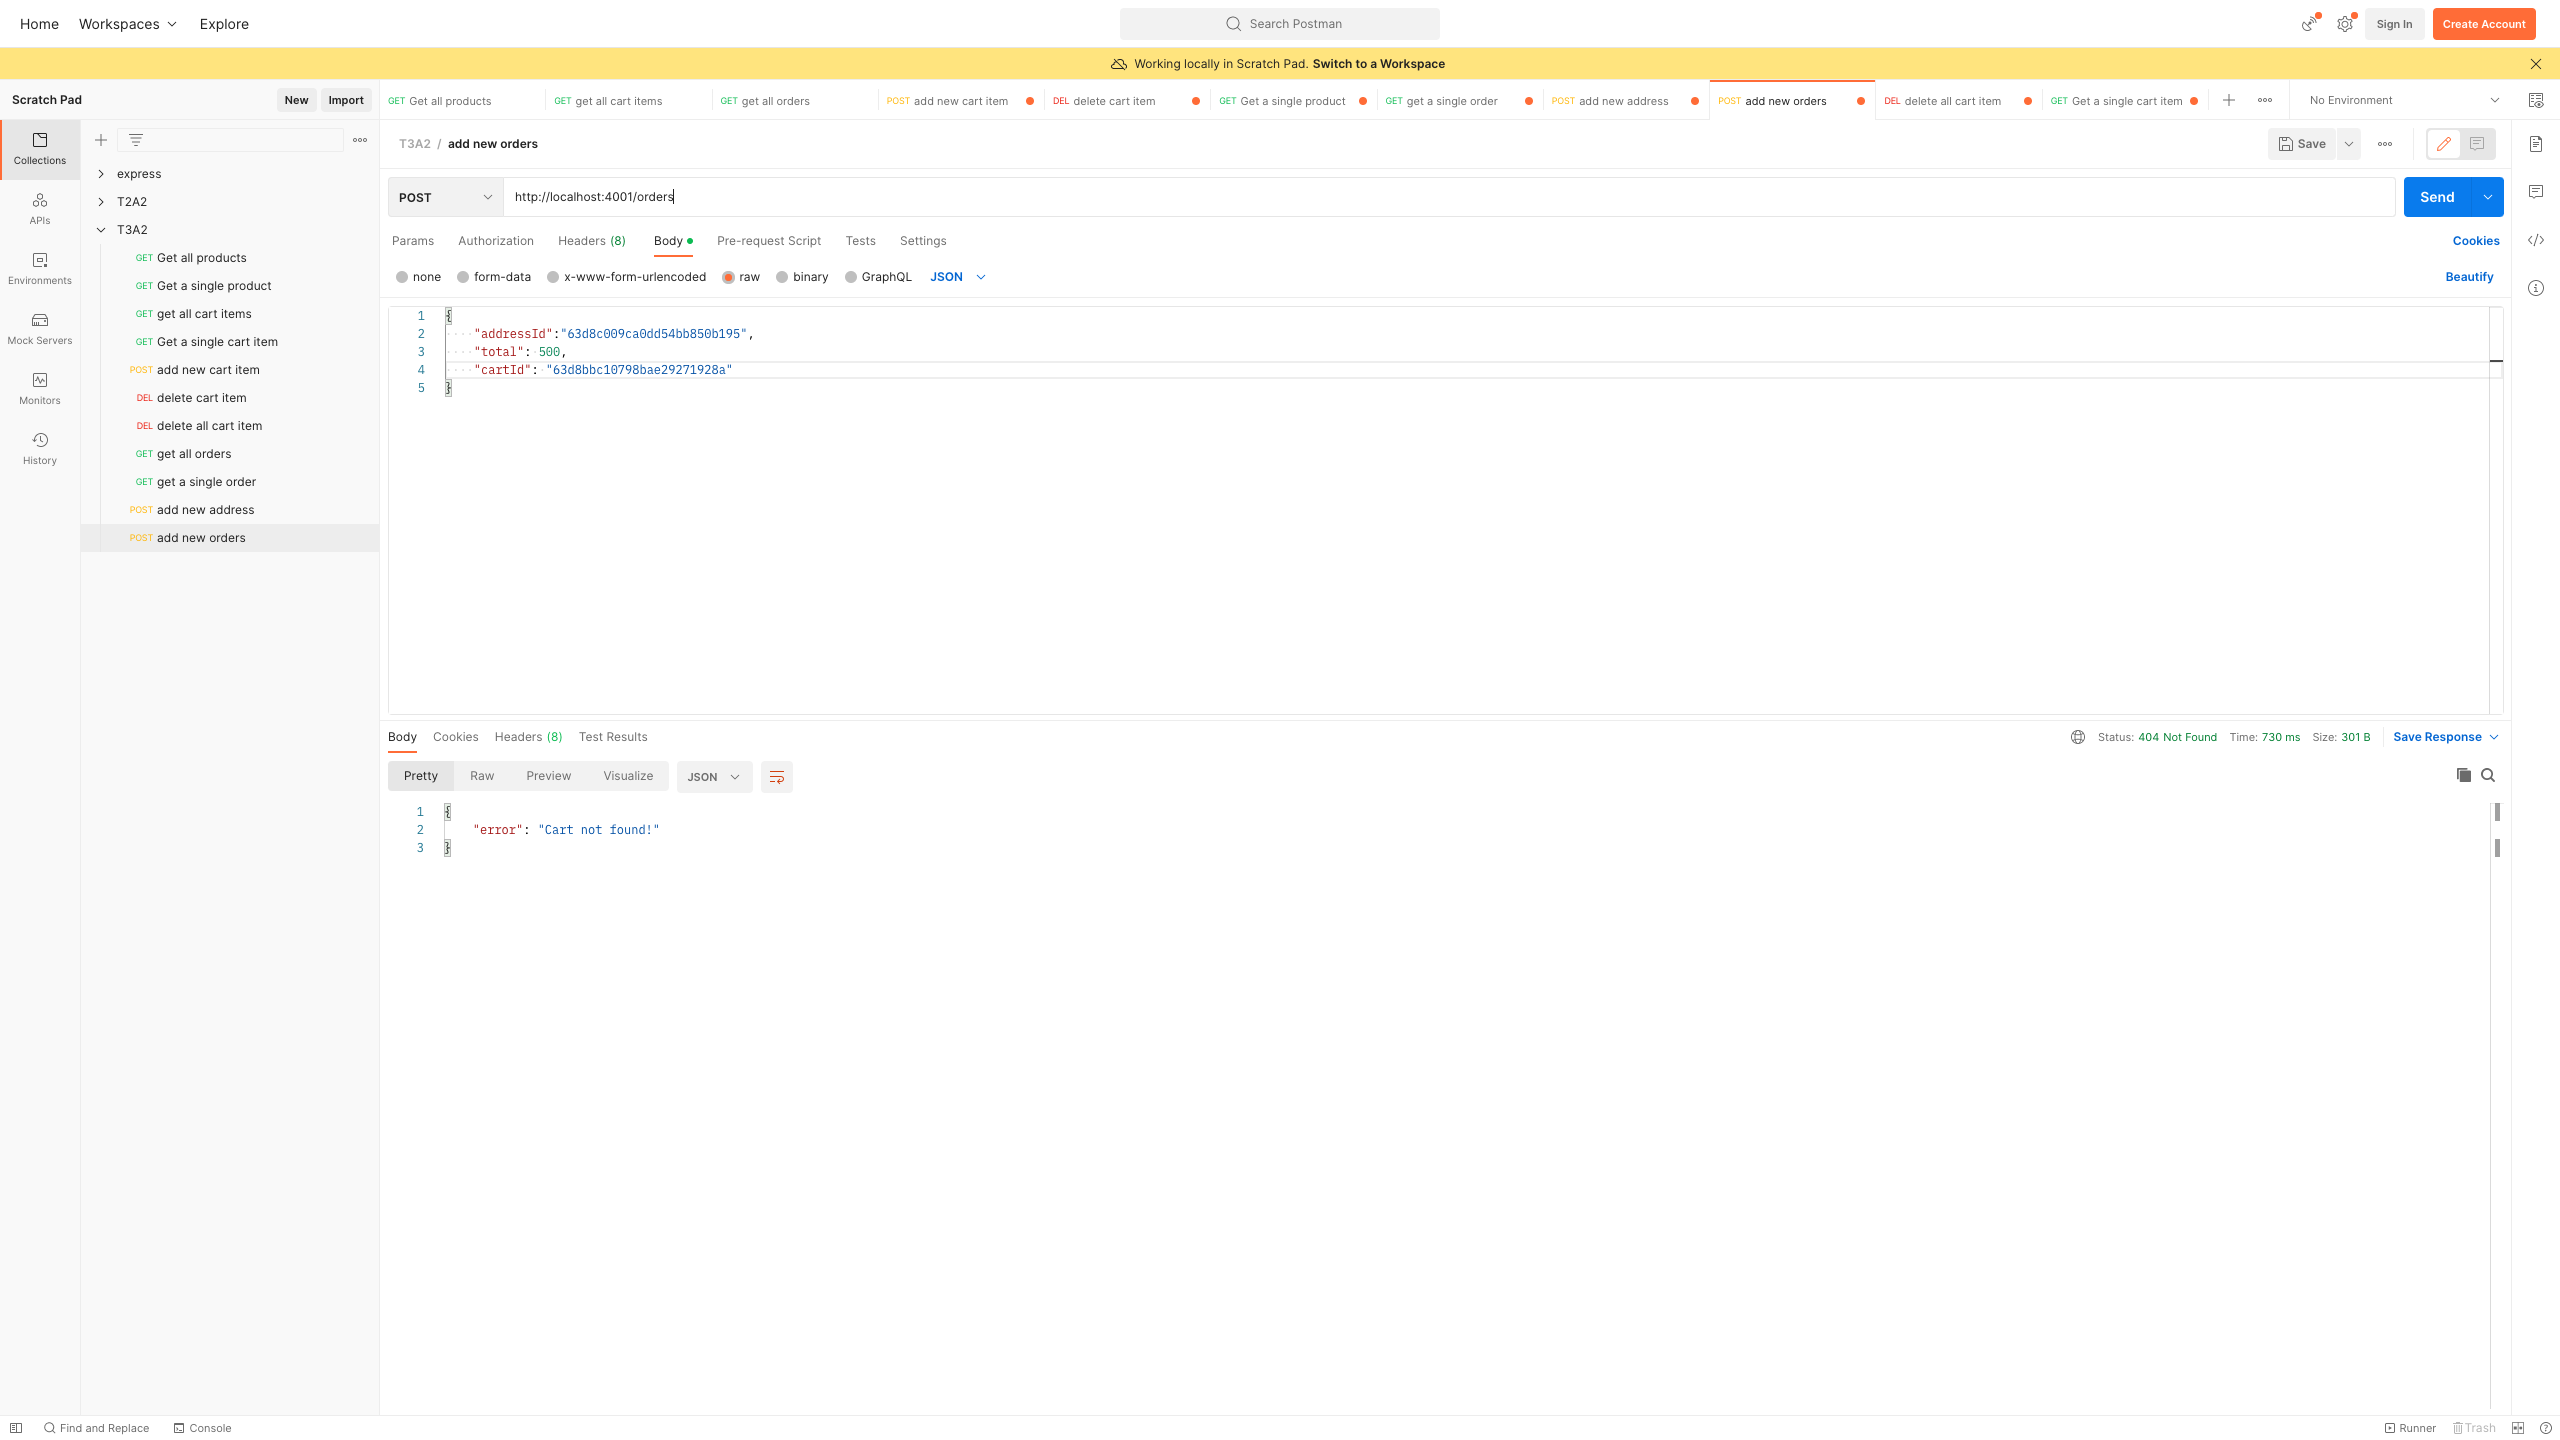 Home Workspaces Explore Search Postman Sign In Create Account
Working locally in Scratch Pad. Switch to a Workspace
Scratch Pad New Import GET Get all products GET get all cart items GET get all orders POST add new cart item DEL delete cart item GET Get a single product GET get a single order POST add new address POST add new orders DEL delete all cart item GET Get a single cart item No Environment
Collections
APIs
Environments
Mock Servers
Monitors
History
express
T2A2
T3A2
GET Get all products
GET Get a single product
GET get all cart items
GET Get a single cart item
POST add new cart item
DEL delete cart item
DEL delete all cart item
GET get all orders
GET get a single order
POST add new address
POST add new orders
T3A2 / add new orders Save
POST http://localhost:4001/orders Send
Params Authorization Headers (8) Body Pre-request Script Tests Settings Cookies
none form-data x-www-form-urlencoded raw binary GraphQL JSON Beautify
1 {
2 "addressId":"63d8c009ca0dd54bb850b195",
3 "total": 500,
4 "cartId": "63d8bbc10798bae29271928a"
5 }
Body Cookies Headers (8) Test Results Status: 404 Not Found Time: 730 ms Size: 301 B Save Response
Pretty Raw Preview Visualize JSON
1 {
2 "error": "Cart not found!"
3 }
Find and Replace Console Runner Trash